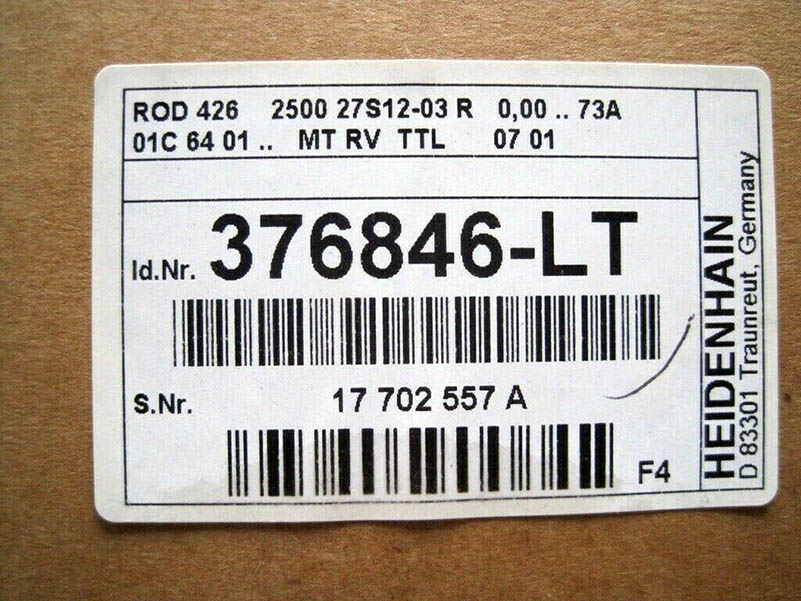 ROD 426 2500 27S12-03 R 0,00 .. 73A
01C 64 01 .. MT RV TTL 07 01
Id.Nr. 376846-LT
S.Nr. 17 702 557 A
F4
HEIDENHAIN
D 83301 Traunreut, Germany